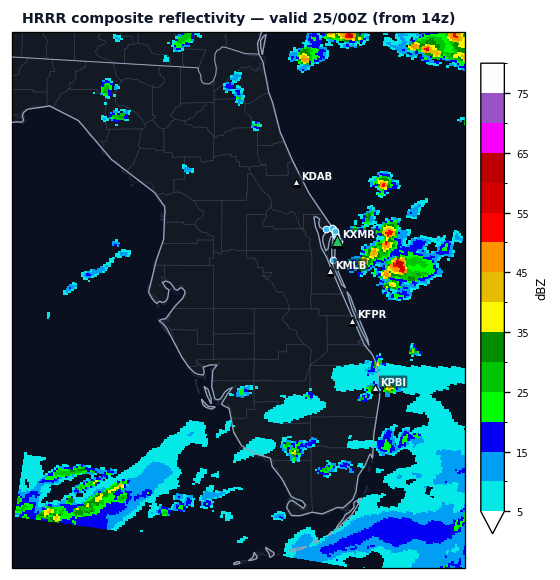 HRRR composite reflectivity — valid 25/00Z (from 14z)
KDAB
KXMR
KMLB
KFPR
KPBI
75
65
55
45
35
25
15
5
dBZ